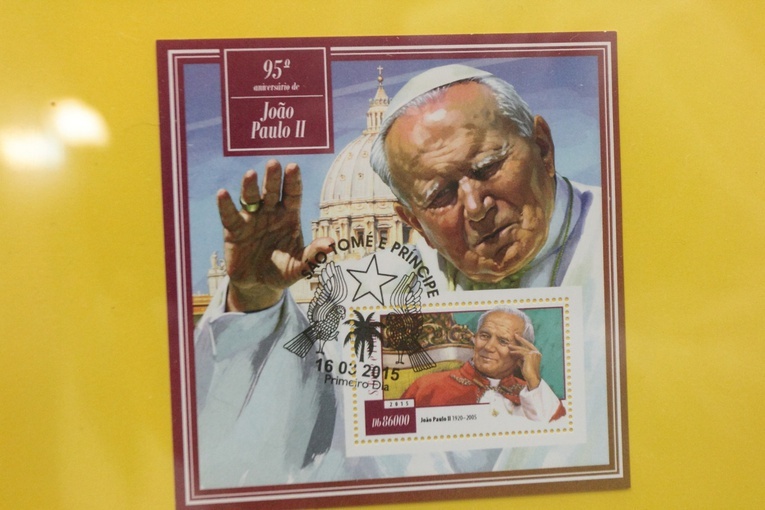 95º
aniversário de
João
Paulo II
SÃO TOMÉ E PRÍNCIPE
16 03 2015
Primeiro Dia
2015
Db 86000
João Paulo II 1920-2005